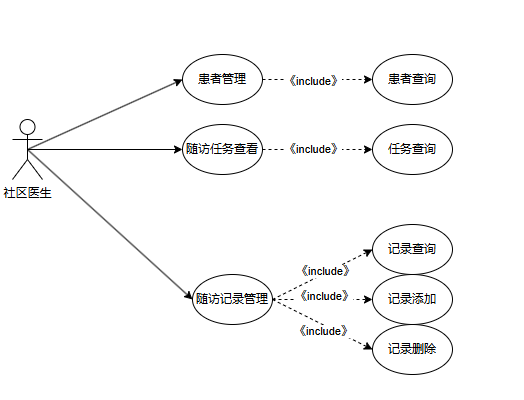 患者管理
《include》
患者查询
随访任务查看
《include》
任务查询
社区医生
随访记录管理
《include》
记录查询
《include》
记录添加
《include》
记录删除